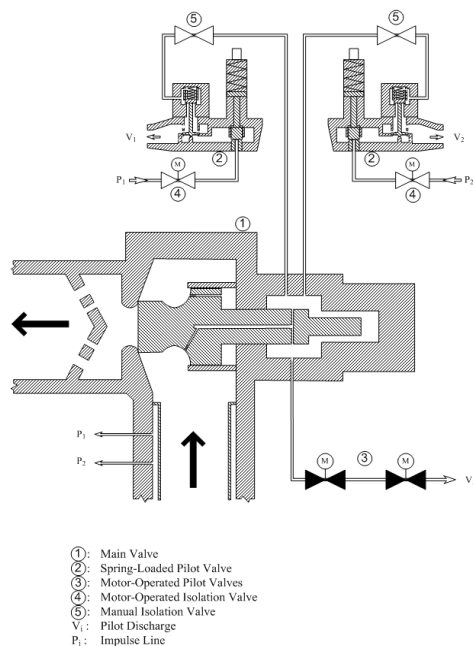 5
5
V1
V2
2
2
P1
M
M
P2
4
4
1
P1
P2
M
3
M
V
1: Main Valve
2: Spring-Loaded Pilot Valve
3: Motor-Operated Pilot Valves
4: Motor-Operated Isolation Valve
5: Manual Isolation Valve
Vi : Pilot Discharge
Pi : Impulse Line